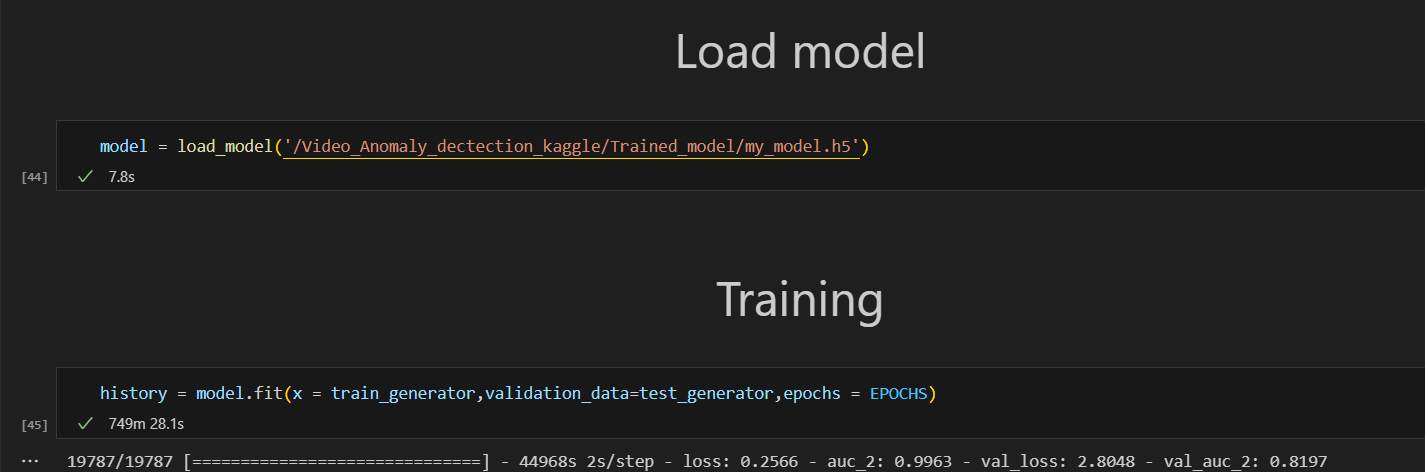 Load model
model = load_model('/Video_Anomaly_dectection_kaggle/Trained_model/my_model.h5')
[44] ✓ 7.8s
Training
history = model.fit(x = train_generator,validation_data=test_generator,epochs = EPOCHS)
[45] ✓ 749m 28.1s
... 19787/19787 [==============================] - 44968s 2s/step - loss: 0.2566 - auc_2: 0.9963 - val_loss: 2.8048 - val_auc_2: 0.8197